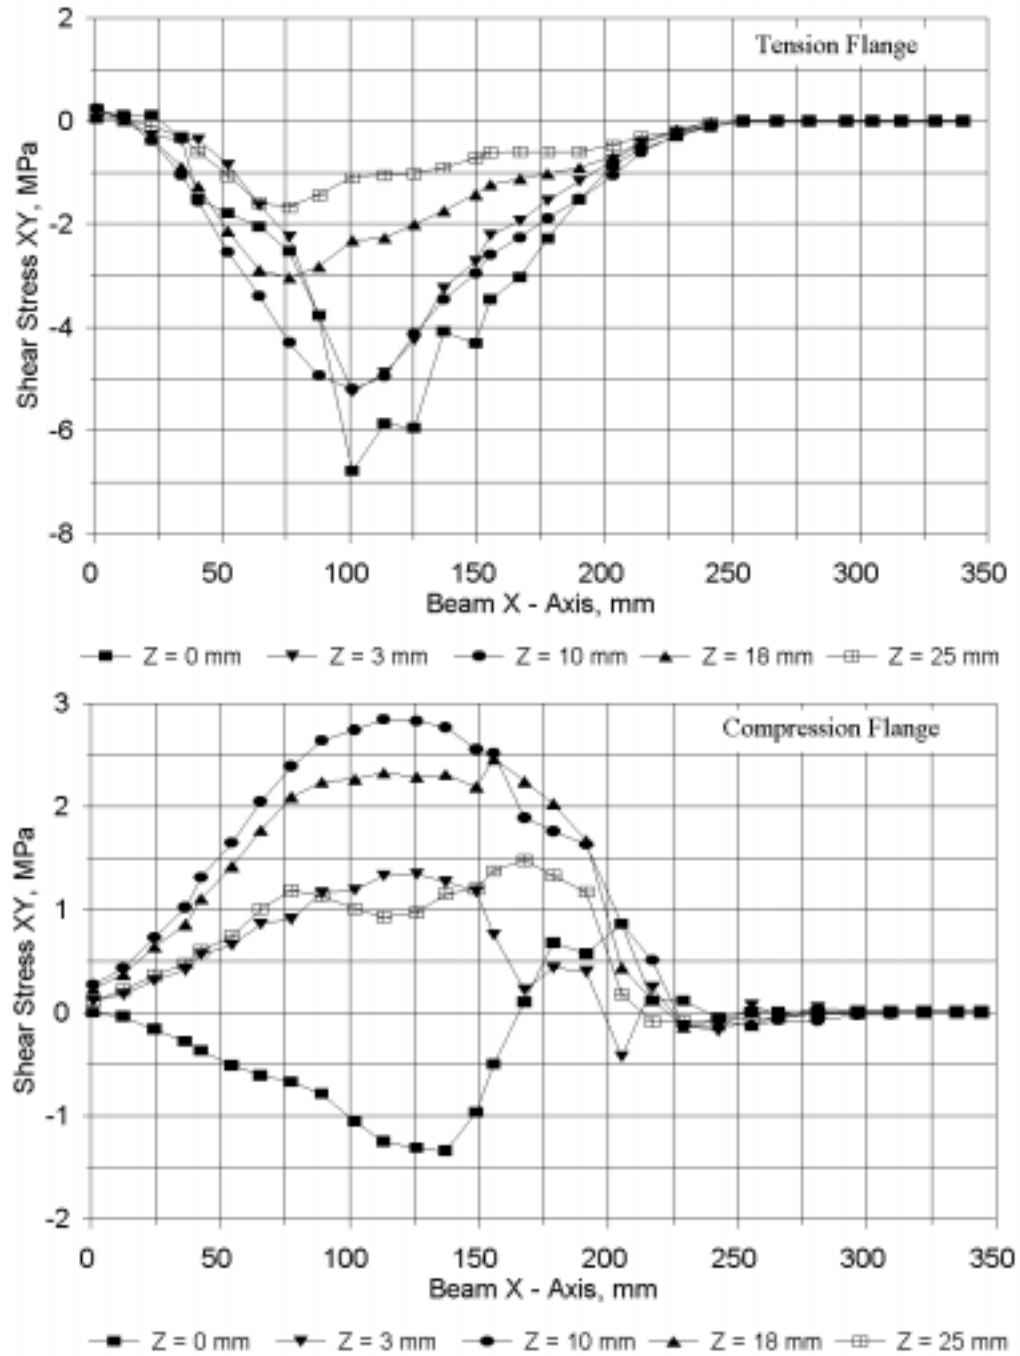 2
Tension Flange
0
-2
-4
-6
-8
Shear Stress XY, MPa
0 50 100 150 200 250 300 350
Beam X - Axis, mm
Z = 0 mm Z = 3 mm Z = 10 mm Z = 18 mm Z = 25 mm
3
Compression Flange
2
1
0
-1
-2
Shear Stress XY, MPa
0 50 100 150 200 250 300 350
Beam X - Axis, mm
Z = 0 mm Z = 3 mm Z = 10 mm Z = 18 mm Z = 25 mm